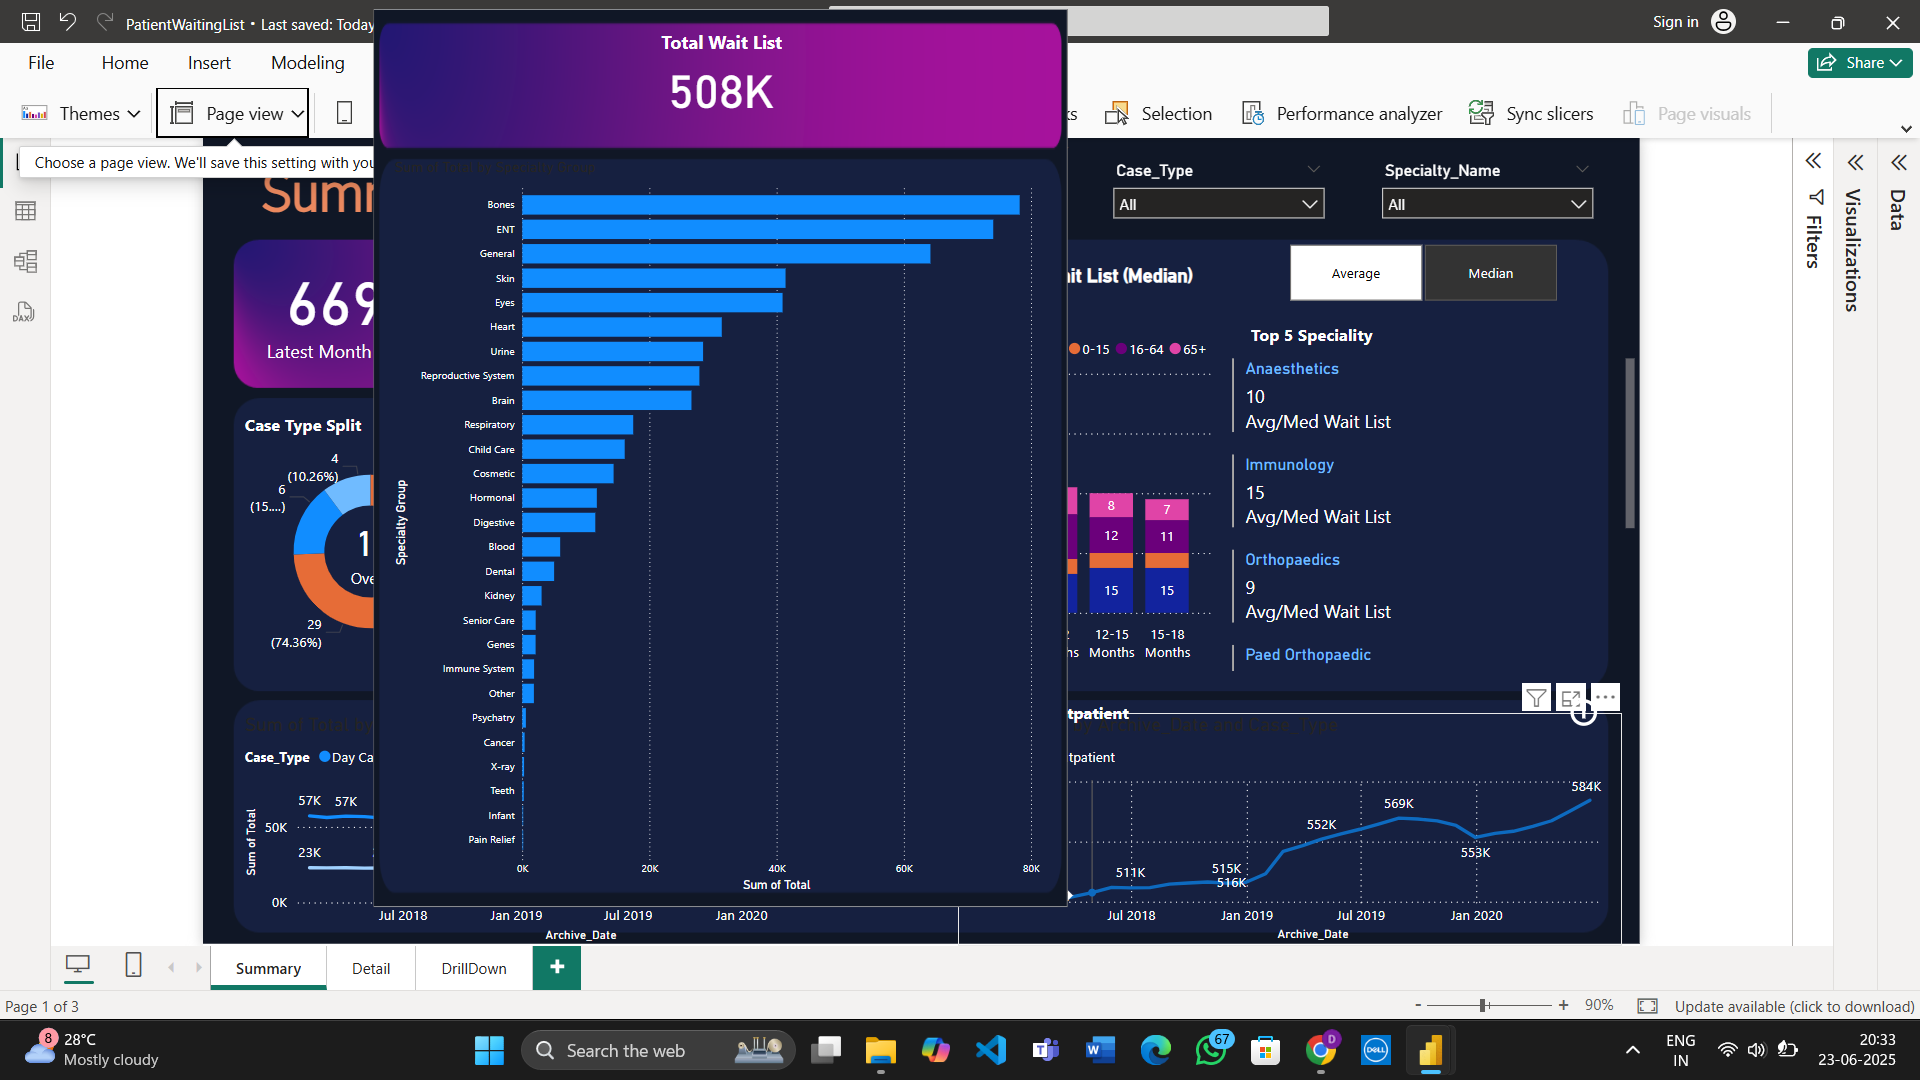 PatientWaitingList • Last saved: Today
Sign in
File
Home
Insert
Modeling
Share
Themes
Page view
Selection
Performance analyzer
Sync slicers
Page visuals
Choose a page view. We'll save this setting with you
Total Wait List
508K
Case_Type
All
Specialty_Name
All
Filters
Visualizations
Data
669
Latest Month
Bones
ENT
General
Skin
Eyes
Heart
Urine
Reproductive System
Brain
Respiratory
Child Care
Cosmetic
Hormonal
Digestive
Blood
Dental
Kidney
Senior Care
Genes
Immune System
Other
Psychatry
Cancer
X-ray
Teeth
Infant
Pain Relief
Specialty Group
0K
20K
40K
60K
80K
Sum of Total
it List (Median)
Average
Median
0-15
16-64
65+
8
7
12
11
15
15
12-15
Months
15-18
Months
Top 5 Speciality
Anaesthetics
10
Avg/Med Wait List
Immunology
15
Avg/Med Wait List
Orthopaedics
9
Avg/Med Wait List
Paed Orthopaedic
Case Type Split
4
(10.26%)
6
(15....)
1
Ove
29
(74.36%)
Sum of Total by
Case_Type
Day Ca
57K
57K
50K
23K
0K
Sum of Total
Jul 2018
Jan 2019
Jul 2019
Jan 2020
Archive_Date
tpatient
by Archive_Date and Case_Type
tpatient
511K
515K
516K
552K
569K
553K
584K
Jul 2018
Jan 2019
Jul 2019
Jan 2020
Archive_Date
Summary
Detail
DrillDown
+
Page 1 of 3
- + 90%
Update available (click to download)
8
28°C
Mostly cloudy
Search the web
67
D
DELL
ENG
IN
20:33
23-06-2025